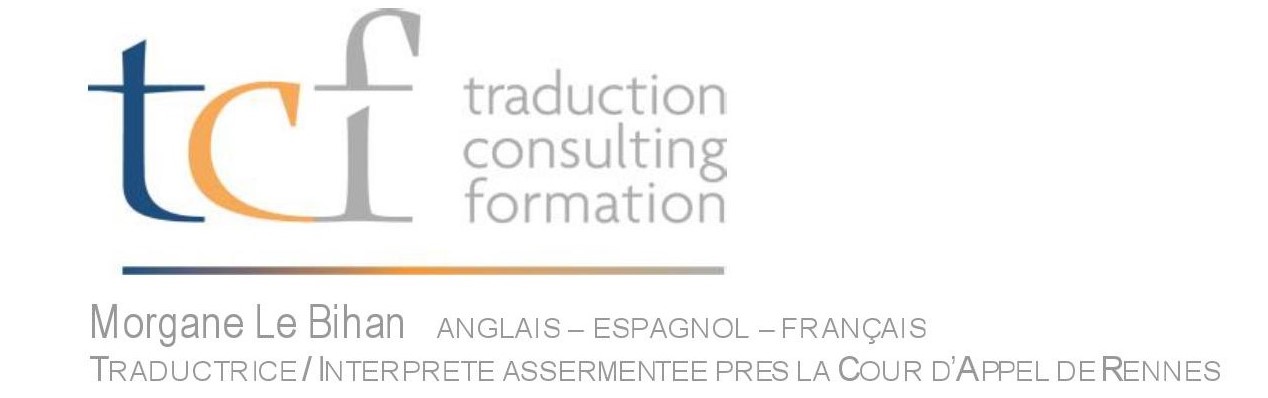 tcf
traduction
consulting
formation
Morgane Le Bihan ANGLAIS – ESPAGNOL – FRANÇAIS
TRADUCTRICE / INTERPRETE ASSERMENTEE PRES LA COUR D'APPEL DE RENNES